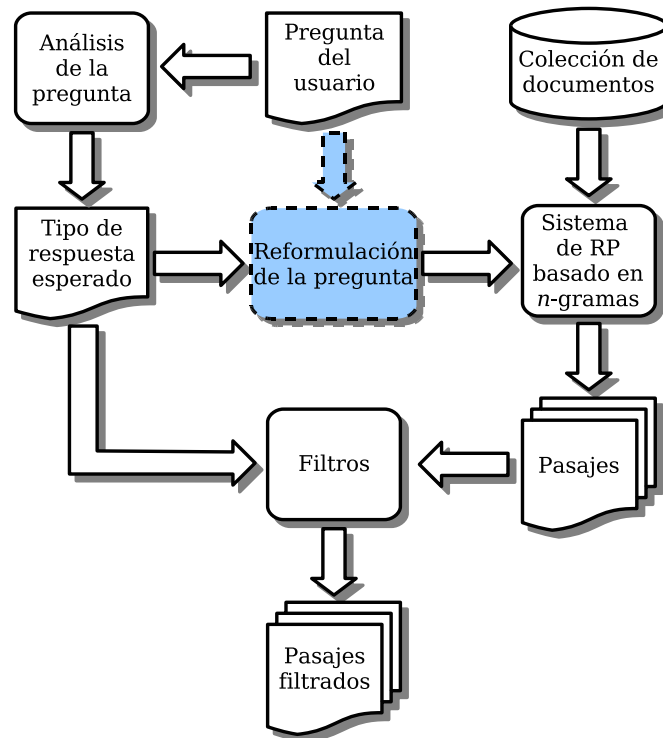 Análisis
de la
pregunta
Pregunta
del
usuario
Colección de
documentos
Tipo de
respuesta
esperado
Reformulación
de la pregunta
Sistema
de RP
basado en
n-gramas
Filtros
Pasajes
Pasajes
filtrados